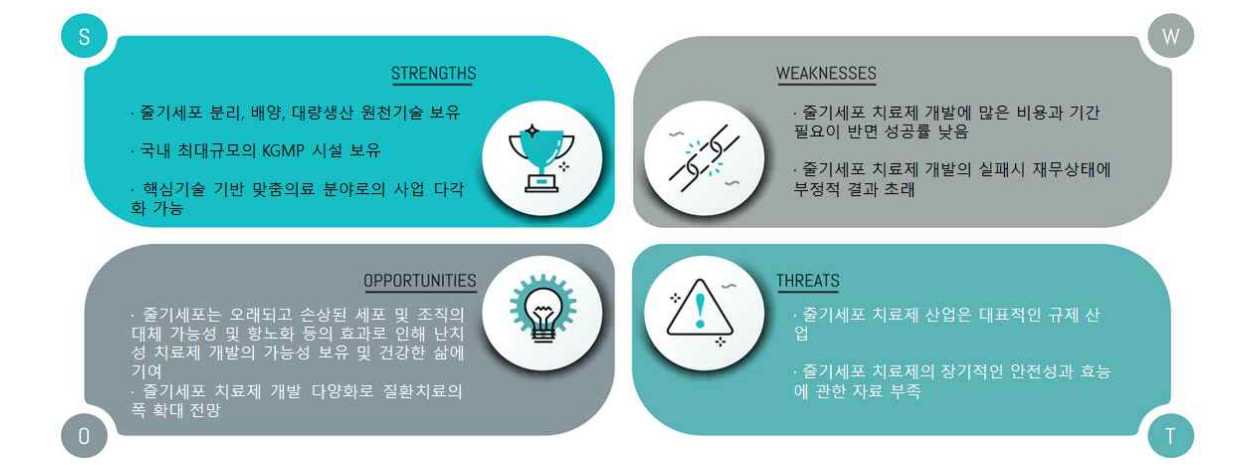 S
STRENGTHS
· 줄기세포 분리, 배양, 대량생산 원천기술 보유
· 국내 최대규모의 KGMP 시설 보유
· 핵심기술 기반 맞춤의료 분야로의 사업 다각
화 가능
W
WEAKNESSES
· 줄기세포 치료제 개발에 많은 비용과 기간
필요이 반면 성공률 낮음
· 줄기세포 치료제 개발의 실패시 재무상태에
부정적 결과 초래
OPPORTUNITIES
· 줄기세포는 오래되고 손상된 세포 및 조직의
대체 가능성 및 항노화 등의 효과로 인해 난치
성 치료제 개발의 가능성 보유 및 건강한 삶에
기여
· 줄기세포 치료제 개발 다양화로 질환치료의
폭 확대 전망
O
THREATS
· 줄기세포 치료제 산업은 대표적인 규제 산
업
· 줄기세포 치료제의 장기적인 안전성과 효능
에 관한 자료 부족
T